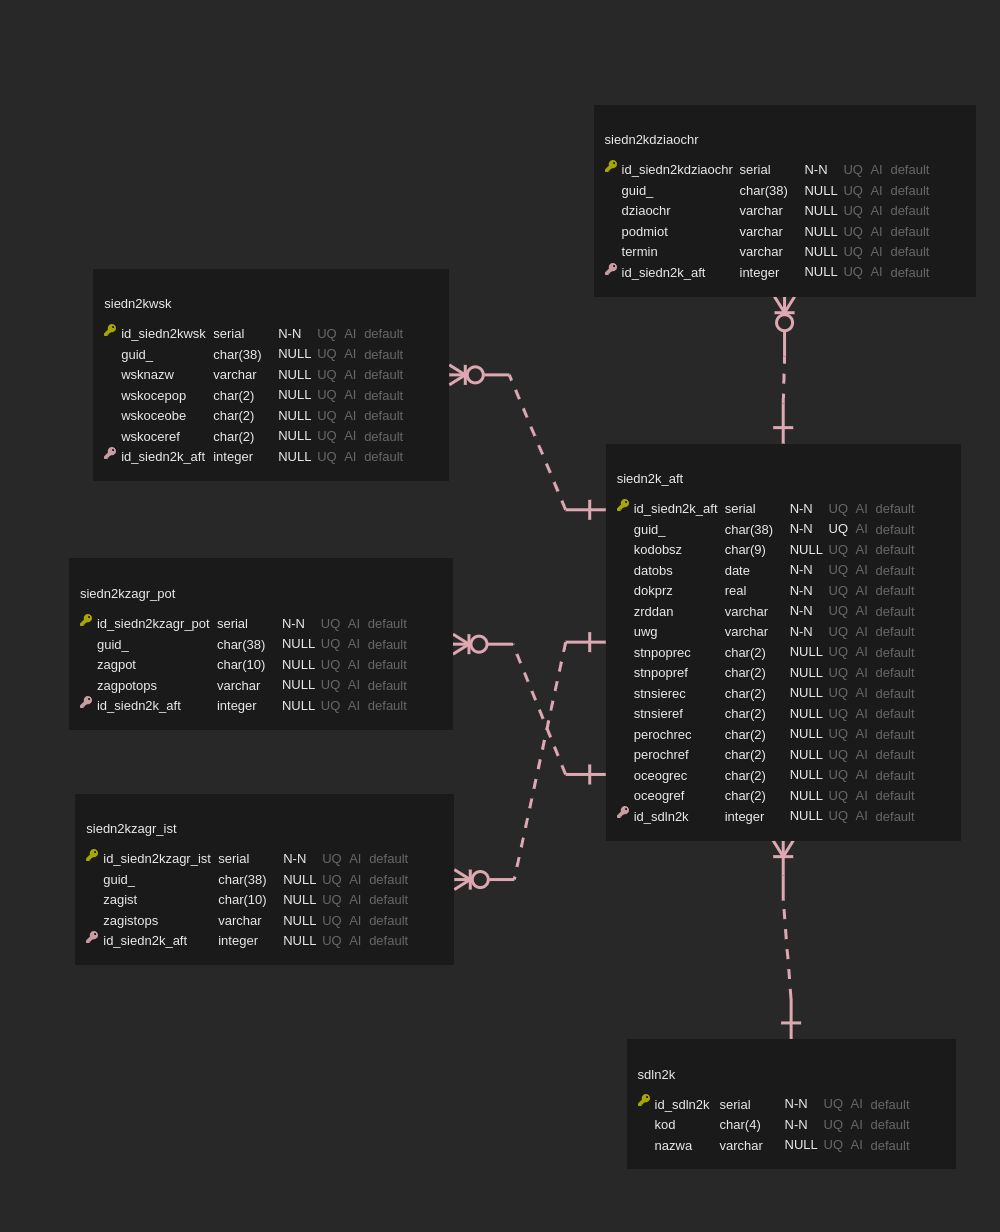 siedn2kdziaochr
id_siedn2kdziaochr serial N-N UQ AI default
guid_ char(38) NULL UQ AI default
dziaochr varchar NULL UQ AI default
podmiot varchar NULL UQ AI default
termin varchar NULL UQ AI default
id_siedn2k_aft integer NULL UQ AI default
siedn2kwsk
id_siedn2kwsk serial N-N UQ AI default
guid_ char(38) NULL UQ AI default
wsknazw varchar NULL UQ AI default
wskocepop char(2) NULL UQ AI default
wskoceobe char(2) NULL UQ AI default
wskoceref char(2) NULL UQ AI default
id_siedn2k_aft integer NULL UQ AI default
siedn2k_aft
id_siedn2k_aft serial N-N UQ AI default
guid_ char(38) N-N UQ AI default
kodobsz char(9) NULL UQ AI default
datobs date N-N UQ AI default
dokprz real N-N UQ AI default
zrddan varchar N-N UQ AI default
uwg varchar N-N UQ AI default
stnpoprec char(2) NULL UQ AI default
stnpopref char(2) NULL UQ AI default
stnsierec char(2) NULL UQ AI default
stnsieref char(2) NULL UQ AI default
perochrec char(2) NULL UQ AI default
perochref char(2) NULL UQ AI default
oceogrec char(2) NULL UQ AI default
oceogref char(2) NULL UQ AI default
id_sdln2k integer NULL UQ AI default
siedn2kzagr_pot
id_siedn2kzagr_pot serial N-N UQ AI default
guid_ char(38) NULL UQ AI default
zagpot char(10) NULL UQ AI default
zagpotops varchar NULL UQ AI default
id_siedn2k_aft integer NULL UQ AI default
siedn2kzagr_ist
id_siedn2kzagr_ist serial N-N UQ AI default
guid_ char(38) NULL UQ AI default
zagist char(10) NULL UQ AI default
zagistops varchar NULL UQ AI default
id_siedn2k_aft integer NULL UQ AI default
sdln2k
id_sdln2k serial N-N UQ AI default
kod char(4) N-N UQ AI default
nazwa varchar NULL UQ AI default